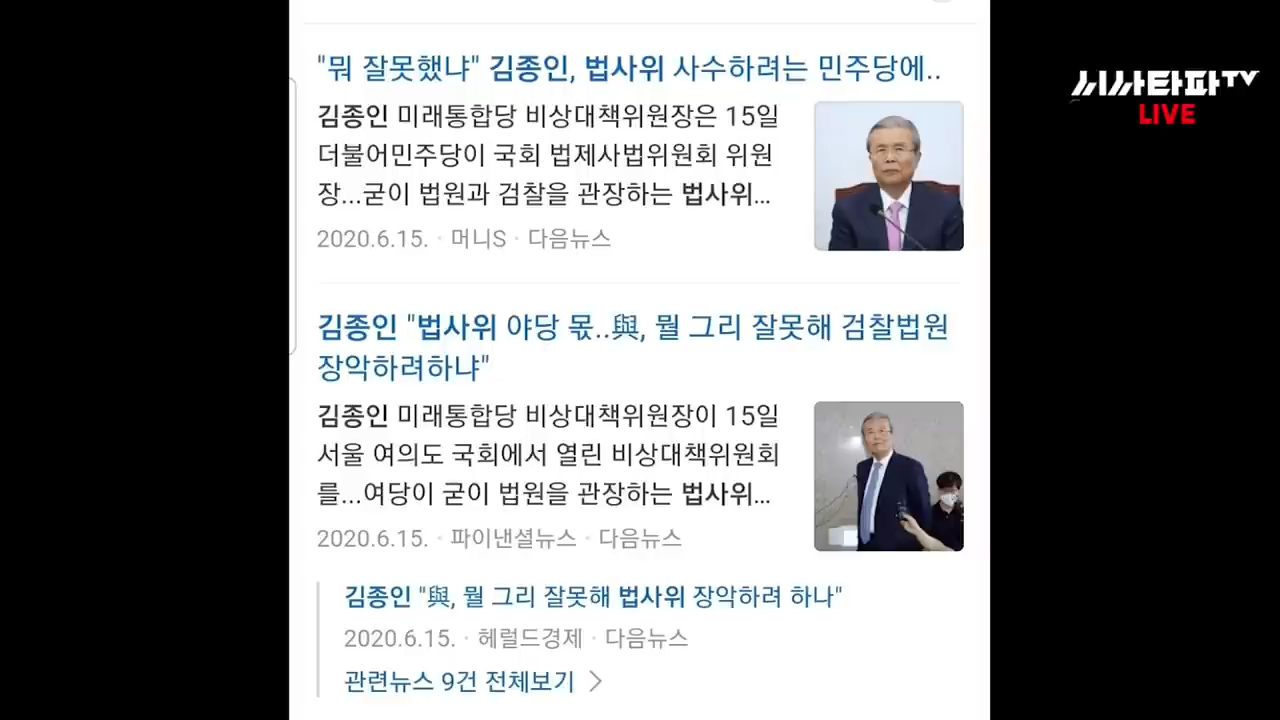 "뭐 잘못했냐" 김종인, 법사위 사수하려는 민주당에..
김종인 미래통합당 비상대책위원장은 15일
더불어민주당이 국회 법제사법위원회 위원
장...굳이 법원과 검찰을 관장하는 법사위...
2020.6.15. · 머니S · 다음뉴스
김종인 "법사위 야당 몫..與, 뭘 그리 잘못해 검찰법원
장악하려하냐"
김종인 미래통합당 비상대책위원장이 15일
서울 여의도 국회에서 열린 비상대책위원회
를...여당이 굳이 법원을 관장하는 법사위...
2020.6.15. · 파이낸셜뉴스 · 다음뉴스
김종인 "與, 뭘 그리 잘못해 법사위 장악하려 하나"
2020.6.15. · 헤럴드경제 · 다음뉴스
관련뉴스 9건 전체보기 >
시사타파TV
LIVE